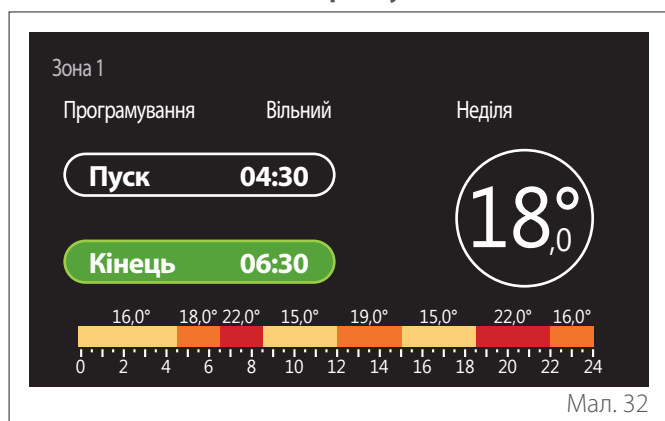 Зона 1
Програмування Вільний Неділя
Пуск 04:30
18°,0
Кінець 06:30
16,0° 18,0° 22,0° 15,0° 19,0° 15,0° 22,0° 16,0°
0 2 4 6 8 10 12 14 16 18 20 22 24
Мал. 32